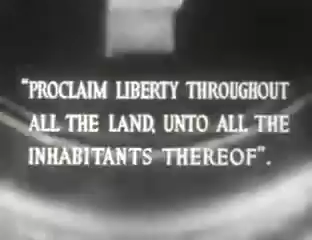 "PROCLAIM LIBERTY THROUGHOUT
ALL THE LAND, UNTO ALL THE
INHABITANTS THEREOF".